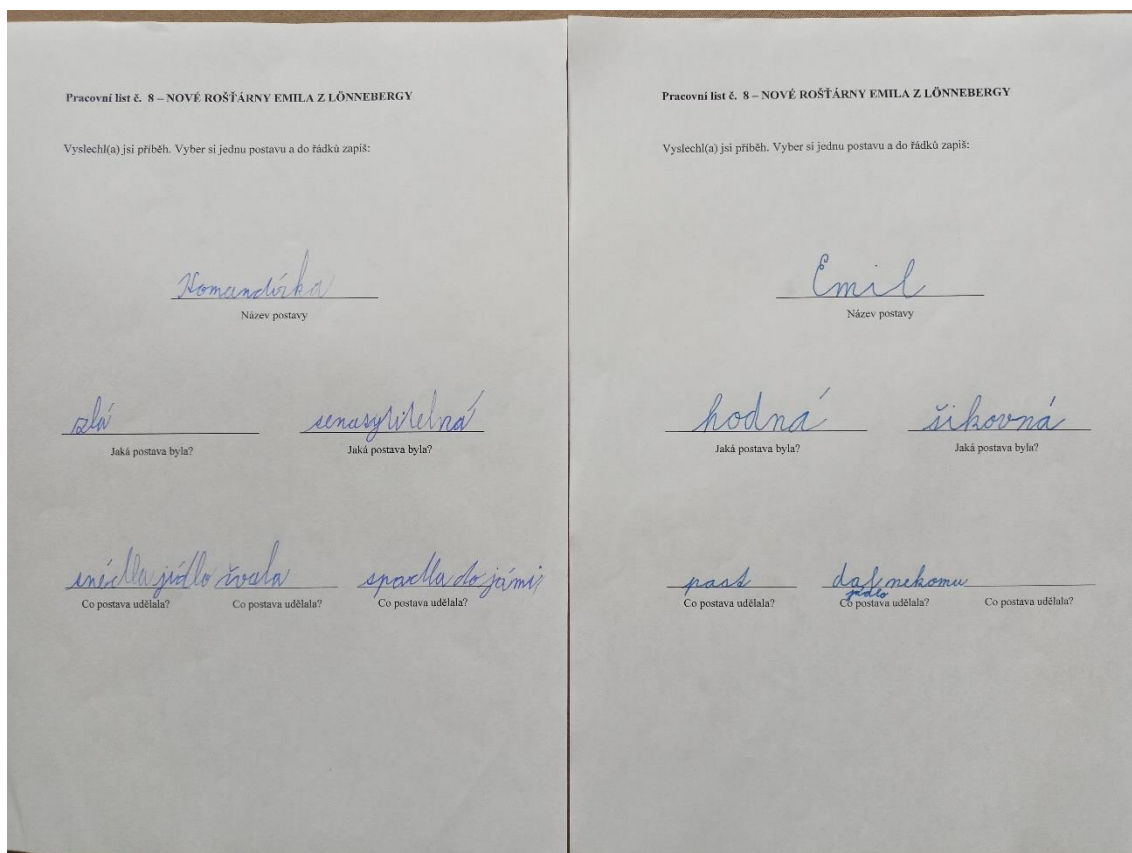 Pracovní list č. 8 – NOVÉ ROŠŤÁRNY EMILA Z LÖNNEBERGY
Vyslechl(a) jsi příběh. Vyber si jednu postavu a do řádků zapiš:
Komandýrka
Název postavy
zlá senasytitelná
Jaká postava byla? Jaká postava byla?
snědla jídlo žvala spadla do jámi
Co postava udělala? Co postava udělala? Co postava udělala?
Pracovní list č. 8 – NOVÉ ROŠŤÁRNY EMILA Z LÖNNEBERGY
Vyslechl(a) jsi příběh. Vyber si jednu postavu a do řádků zapiš:
Emil
Název postavy
hodná šikovná
Jaká postava byla? Jaká postava byla?
past dal nekomu
jídlo
Co postava udělala? Co postava udělala? Co postava udělala?